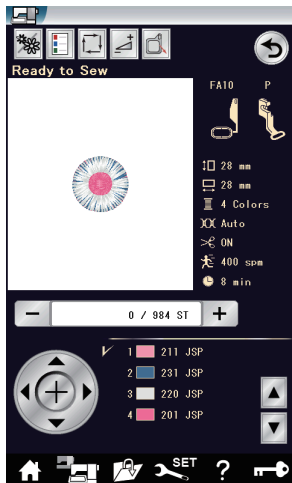 Ready to Sew
FA10 P
28 mm
28 mm
4 Colors
Auto
ON
400 spm
8 min
0 / 984 ST
1 211 JSP
2 231 JSP
3 220 JSP
4 201 JSP
SET
?